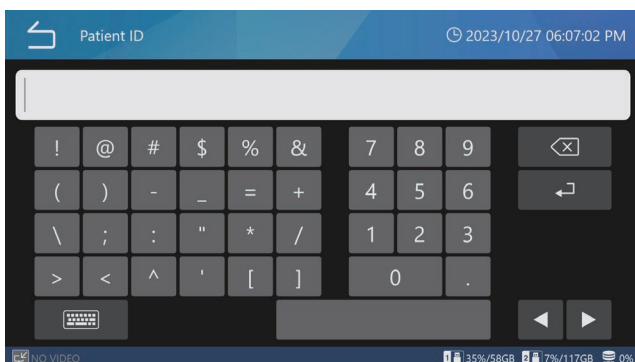 Patient ID
2023/10/27 06:07:02 PM
! @ # $ % & 7 8 9
( ) - _ = + 4 5 6
\ ; : " * / 1 2 3
> < ^ ' [ ] 0 .
NO VIDEO 1 35%/58GB 2 7%/117GB 0%